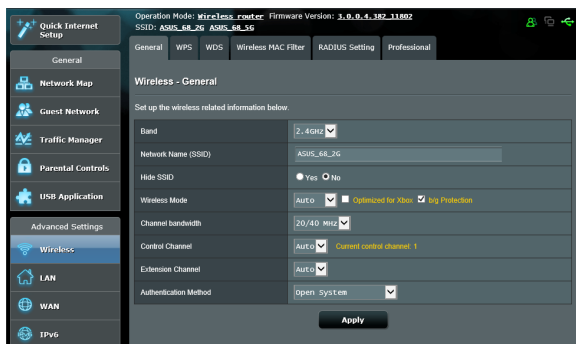 Quick Internet Setup
Operation Mode: Wireless router Firmware Version: 3.0.0.4.382_11802
SSID: ASUS_68_2G ASUS_68_5G
General
Network Map
Guest Network
Traffic Manager
Parental Controls
USB Application
Advanced Settings
Wireless
LAN
WAN
IPv6
General WPS WDS Wireless MAC Filter RADIUS Setting Professional
Wireless - General
Set up the wireless related information below.
Band 2.4GHz
Network Name (SSID) ASUS_68_2G
Hide SSID Yes No
Wireless Mode Auto Optimized for Xbox b/g Protection
Channel bandwidth 20/40 MHz
Control Channel Auto Current control channel: 1
Extension Channel Auto
Authentication Method Open System
Apply